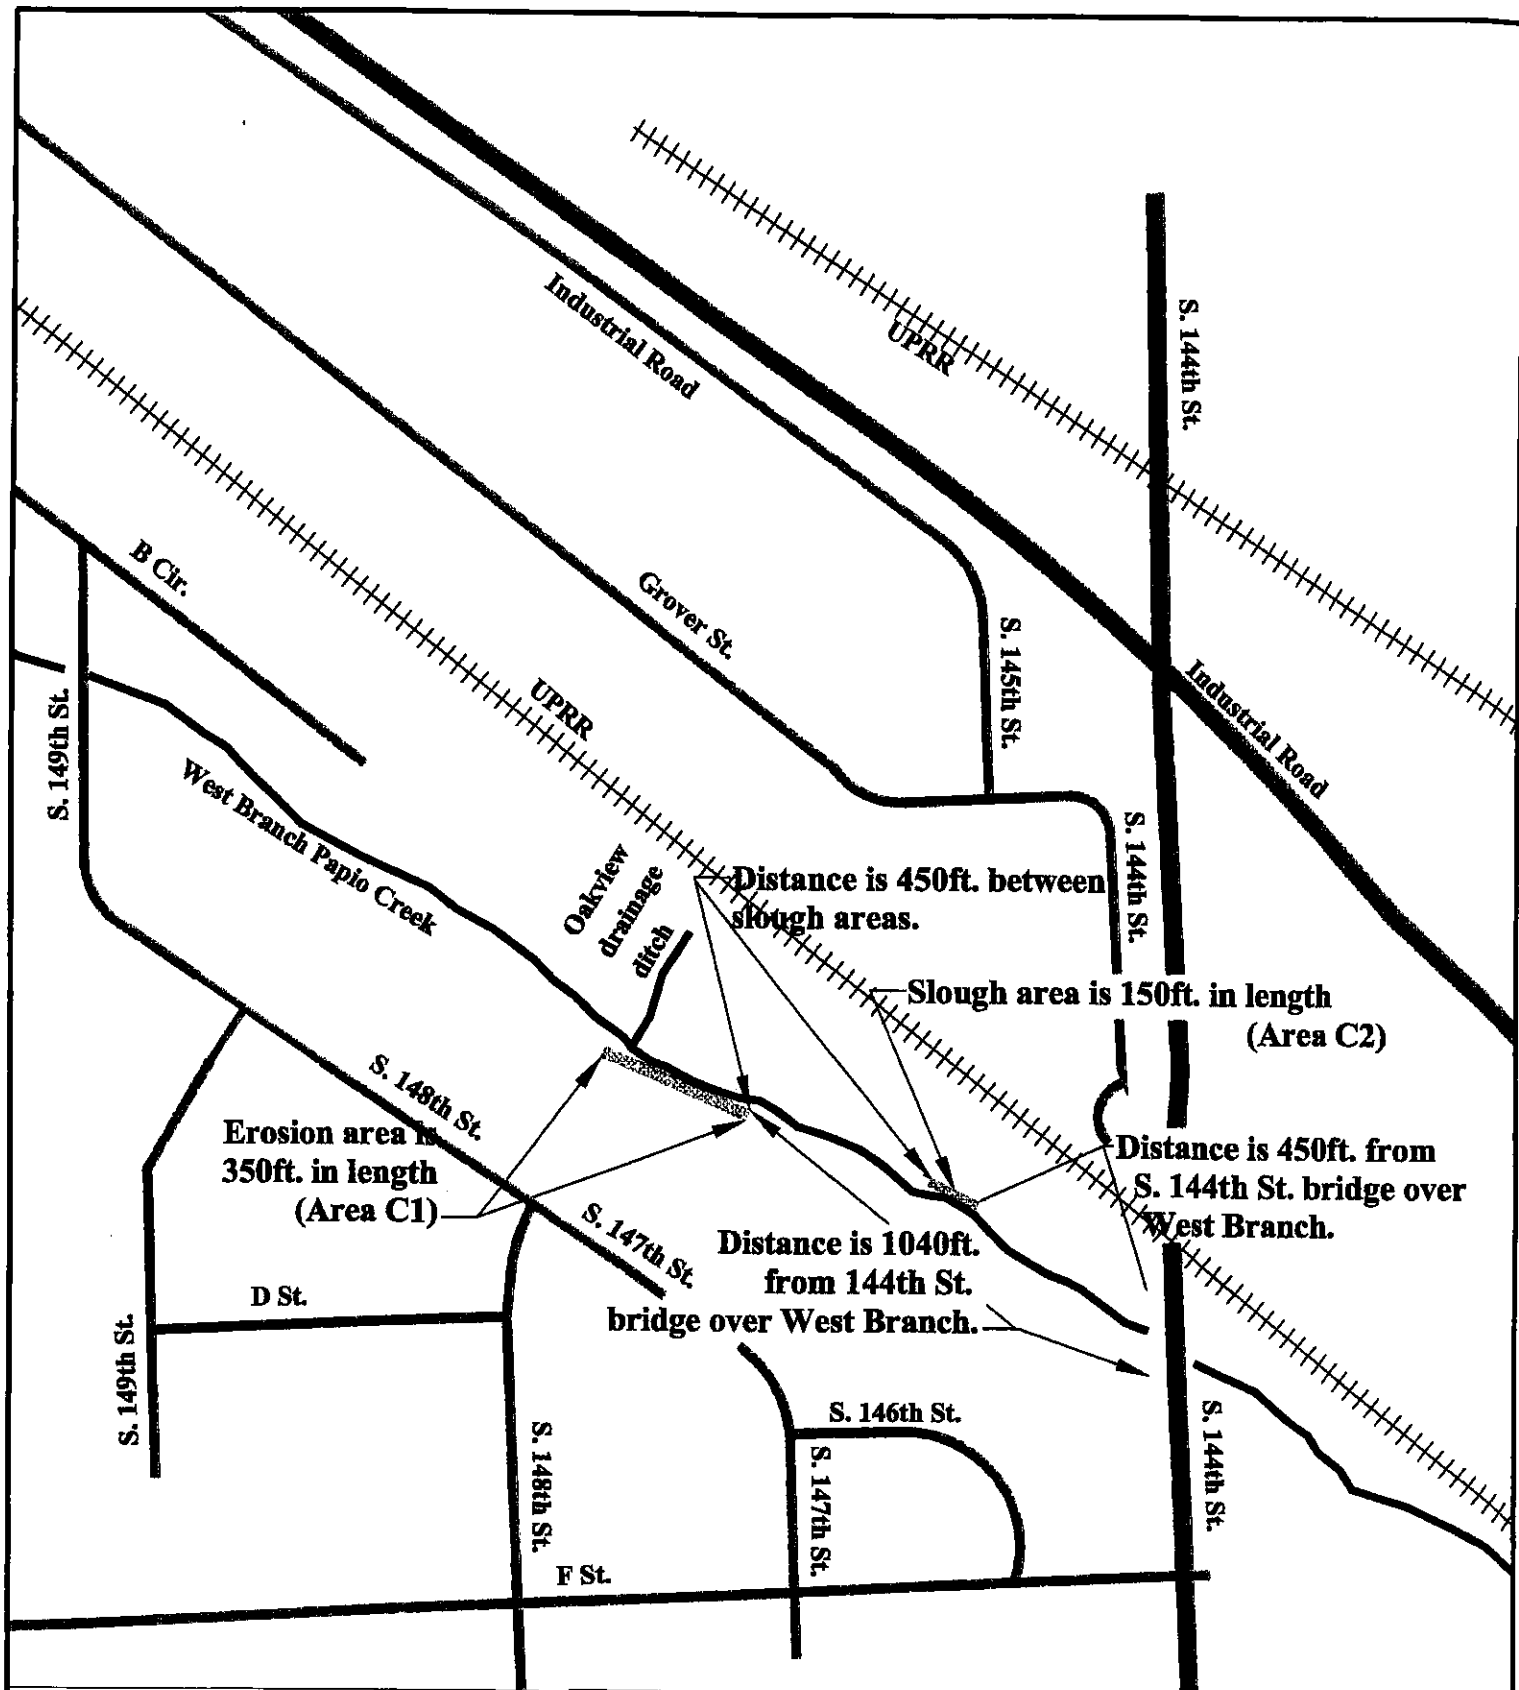 Industrial Road
UPRR
S. 144th St.
B Cir.
Grover St.
S. 145th St.
UPRR
Industrial Road
S. 149th St.
West Branch Papio Creek
Oakview
drainage
ditch
S. 144th St.
Distance is 450ft. between
slough areas.
Slough area is 150ft. in length
(Area C2)
S. 148th St.
Erosion area is
350ft. in length
(Area C1)
Distance is 450ft. from
S. 144th St. bridge over
West Branch.
S. 147th St.
Distance is 1040ft.
from 144th St.
bridge over West Branch.
D St.
S. 149th St.
S. 146th St.
S. 148th St.
S. 147th St.
S. 144th St.
F St.